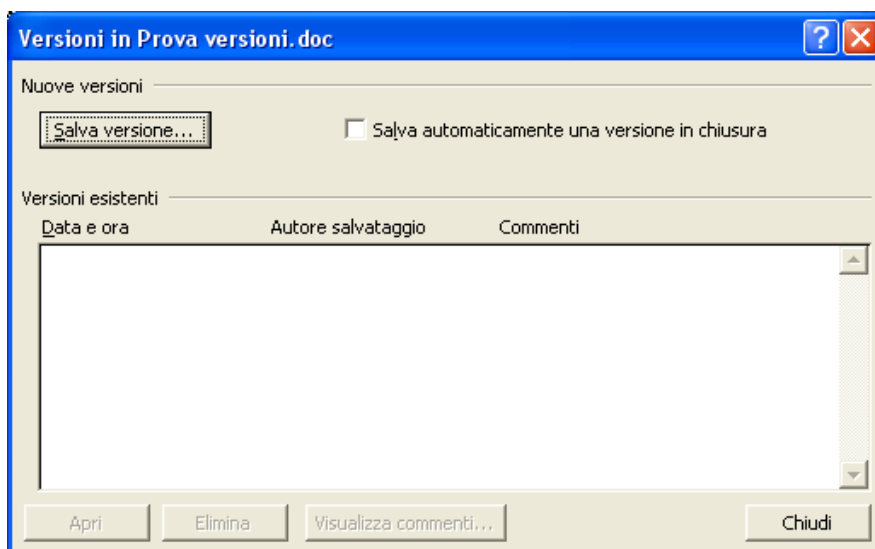 Versioni in Prova versioni.doc
Nuove versioni
Salva versione...
Salva automaticamente una versione in chiusura
Versioni esistenti
Data e ora Autore salvataggio Commenti
Apri Elimina Visualizza commenti... Chiudi